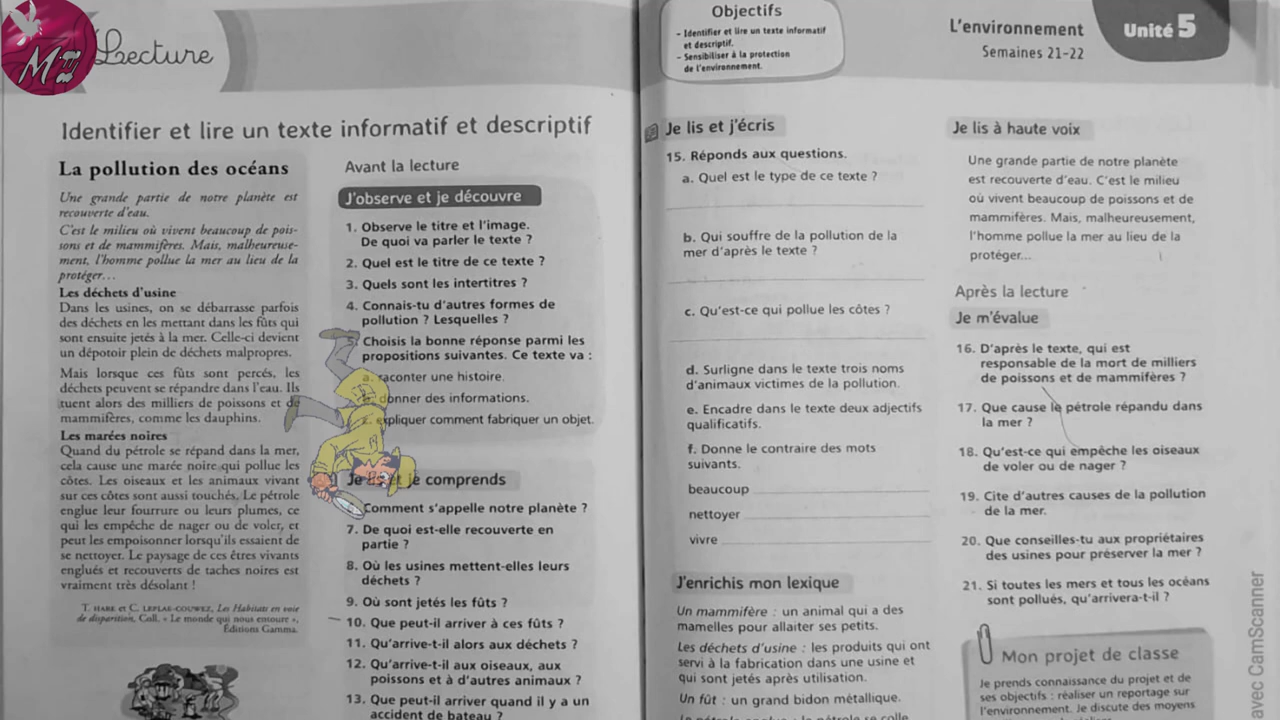 MZ
Lecture
Identifier et lire un texte informatif et descriptif
La pollution des océans
Une grande partie de notre planète est
recouverte d'eau.
C'est le milieu où vivent beaucoup de pois-
sons et de mammifères. Mais, malheureuse-
ment, l'homme pollue la mer au lieu de la
protéger...
Les déchets d'usine
Dans les usines, on se débarrasse parfois
des déchets en les mettant dans les fûts qui
sont ensuite jetés à la mer. Celle-ci devient
un dépotoir plein de déchets malpropres.
Mais lorsque ces fûts sont percés, les
déchets peuvent se répandre dans l'eau. Ils
tuent alors des milliers de poissons et de
mammifères, comme les dauphins.
Les marées noires
Quand du pétrole se répand dans la mer,
cela cause une marée noire qui pollue les
côtes. Les oiseaux et les animaux vivant
sur ces côtes sont aussi touchés. Le pétrole
englue leur fourrure ou leurs plumes, ce
qui les empêche de nager ou de voler, et
peut les empoisonner lorsqu'ils essaient de
se nettoyer. Le paysage de ces êtres vivants
englués et recouverts de taches noires est
vraiment très désolant !
T. HARE et C. LEPLAE-COUWEZ, Les Habitats en voie
de disparition, Coll. « Le monde qui nous entoure »,
Éditions Gamma.
Avant la lecture
J'observe et je découvre
1. Observe le titre et l'image.
De quoi va parler le texte ?
2. Quel est le titre de ce texte ?
3. Quels sont les intertitres ?
4. Connais-tu d'autres formes de
pollution ? Lesquelles ?
5. Choisis la bonne réponse parmi les
propositions suivantes. Ce texte va :
a. raconter une histoire.
b. donner des informations.
c. expliquer comment fabriquer un objet.
Je lis et je comprends
Comment s'appelle notre planète ?
7. De quoi est-elle recouverte en
partie ?
8. Où les usines mettent-elles leurs
déchets ?
9. Où sont jetés les fûts ?
10. Que peut-il arriver à ces fûts ?
11. Qu'arrive-t-il alors aux déchets ?
12. Qu'arrive-t-il aux oiseaux, aux
poissons et à d'autres animaux ?
13. Que peut-il arriver quand il y a un
accident de bateau ?
Objectifs
- Identifier et lire un texte informatif
et descriptif.
- Sensibiliser à la protection
de l'environnement.
L'environnement
Semaines 21-22
Unité 5
Je lis et j'écris
15. Réponds aux questions.
a. Quel est le type de ce texte ?
b. Qui souffre de la pollution de la
mer d'après le texte ?
c. Qu'est-ce qui pollue les côtes ?
d. Surligne dans le texte trois noms
d'animaux victimes de la pollution.
e. Encadre dans le texte deux adjectifs
qualificatifs.
f. Donne le contraire des mots
suivants.
beaucoup
nettoyer
vivre
J'enrichis mon lexique
Un mammifère : un animal qui a des
mamelles pour allaiter ses petits.
Les déchets d'usine : les produits qui ont
servi à la fabrication dans une usine et
qui sont jetés après utilisation.
Un fût : un grand bidon métallique.
Le pétrole englue : le pétrole se colle
Je lis à haute voix
Une grande partie de notre planète
est recouverte d'eau. C'est le milieu
où vivent beaucoup de poissons et de
mammifères. Mais, malheureusement,
l'homme pollue la mer au lieu de la
protéger...
Après la lecture
Je m'évalue
16. D'après le texte, qui est
responsable de la mort de milliers
de poissons et de mammifères ?
17. Que cause le pétrole répandu dans
la mer ?
18. Qu'est-ce qui empêche les oiseaux
de voler ou de nager ?
19. Cite d'autres causes de la pollution
de la mer.
20. Que conseilles-tu aux propriétaires
des usines pour préserver la mer ?
21. Si toutes les mers et tous les océans
sont pollués, qu'arrivera-t-il ?
Mon projet de classe
Je prends connaissance du projet et de
ses objectifs : réaliser un reportage sur
l'environnement. Je discute des moyens
avec CamScanner